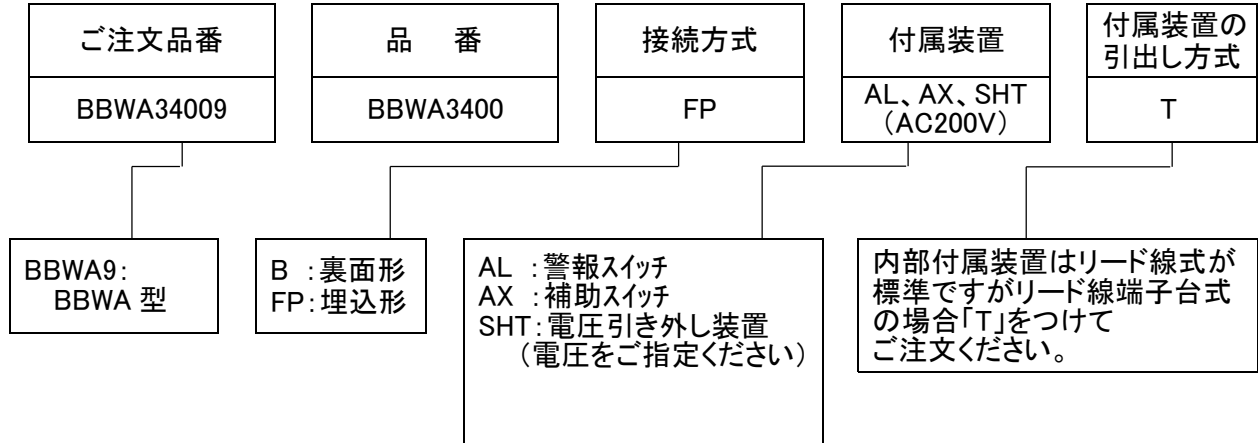 ご注文品番
BBWA34009
品　番
BBWA3400
接続方式
FP
付属装置
AL、AX、SHT
(AC200V)
付属装置の
引出し方式
T
BBWA9:
BBWA 型
B :裏面形
FP:埋込形
AL :警報スイッチ
AX :補助スイッチ
SHT:電圧引き外し装置
(電圧をご指定ください)
内部付属装置はリード線式が
標準ですがリード線端子台式
の場合「T」をつけて
ご注文ください。